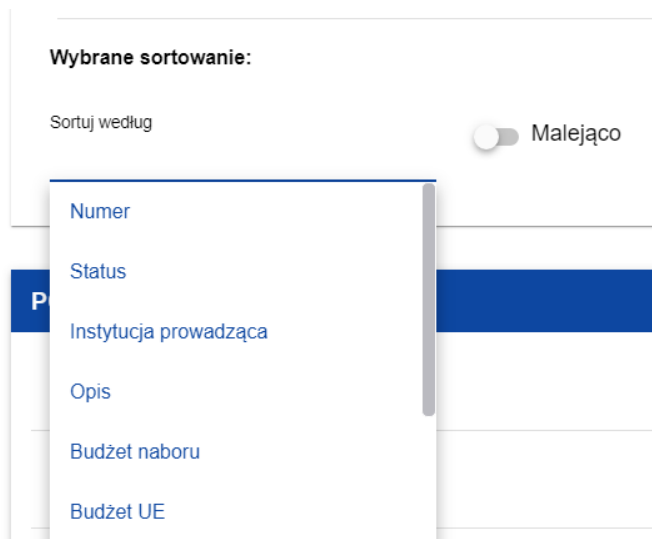 Wybrane sortowanie:
Sortuj według
Malejąco
Numer
Status
Instytucja prowadząca
Opis
Budżet naboru
Budżet UE